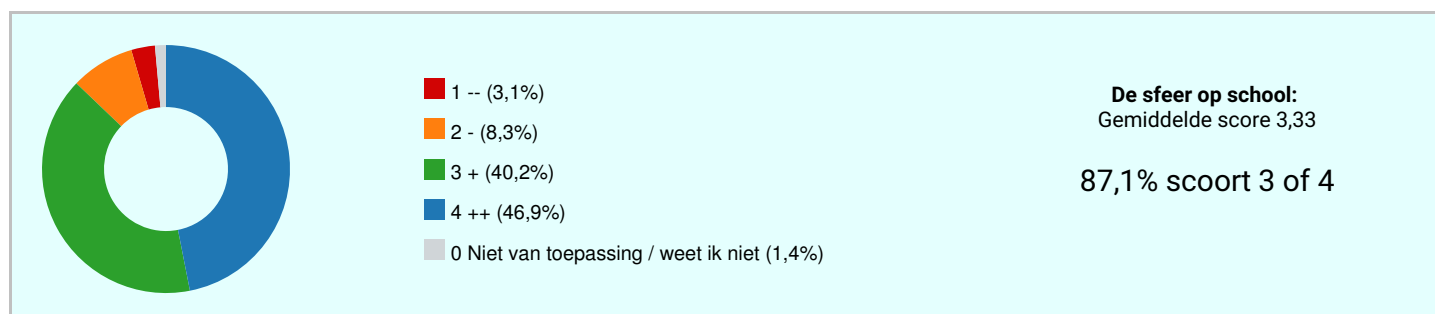 1 -- (3,1%)
2 - (8,3%)
3 + (40,2%)
4 ++ (46,9%)
0 Niet van toepassing / weet ik niet (1,4%)
De sfeer op school:
Gemiddelde score 3,33
87,1% scoort 3 of 4